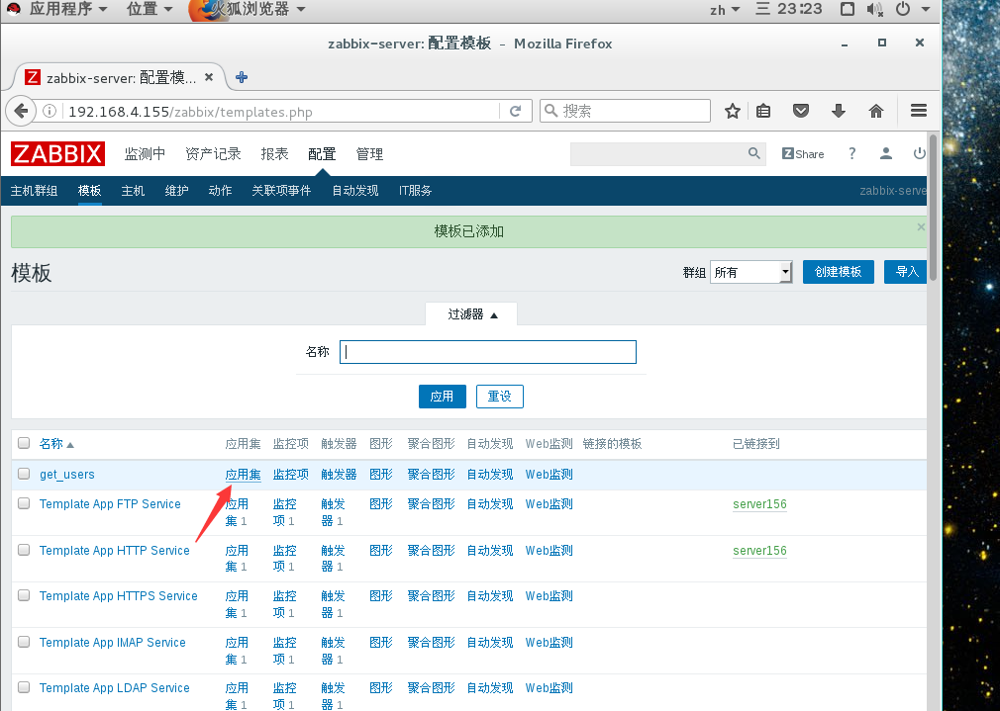 应用程序 位置 火狐浏览器 zh 三 23:23
zabbix-server: 配置模板 - Mozilla Firefox
Z zabbix-server: 配置模...
192.168.4.155/zabbix/templates.php 搜索
ZABBIX 监测中 资产记录 报表 配置 管理 Z Share ?
主机群组 模板 主机 维护 动作 关联项事件 自动发现 IT服务 zabbix-serve
模板已添加
模板 群组 所有 创建模板 导入
过滤器
名称
应用 重设
名称 应用集 监控项 触发器 图形 聚合图形 自动发现 Web监测 链接的模板 已链接到
get_users 应用集 监控项 触发器 图形 聚合图形 自动发现 Web监测
Template App FTP Service 应用集 1 监控项 1 触发器 1 图形 聚合图形 自动发现 Web监测 server156
Template App HTTP Service 应用集 1 监控项 1 触发器 1 图形 聚合图形 自动发现 Web监测 server156
Template App HTTPS Service 应用集 1 监控项 1 触发器 1 图形 聚合图形 自动发现 Web监测
Template App IMAP Service 应用集 1 监控项 1 触发器 1 图形 聚合图形 自动发现 Web监测
Template App LDAP Service 应用集 1 监控项 1 触发器 1 图形 聚合图形 自动发现 Web监测